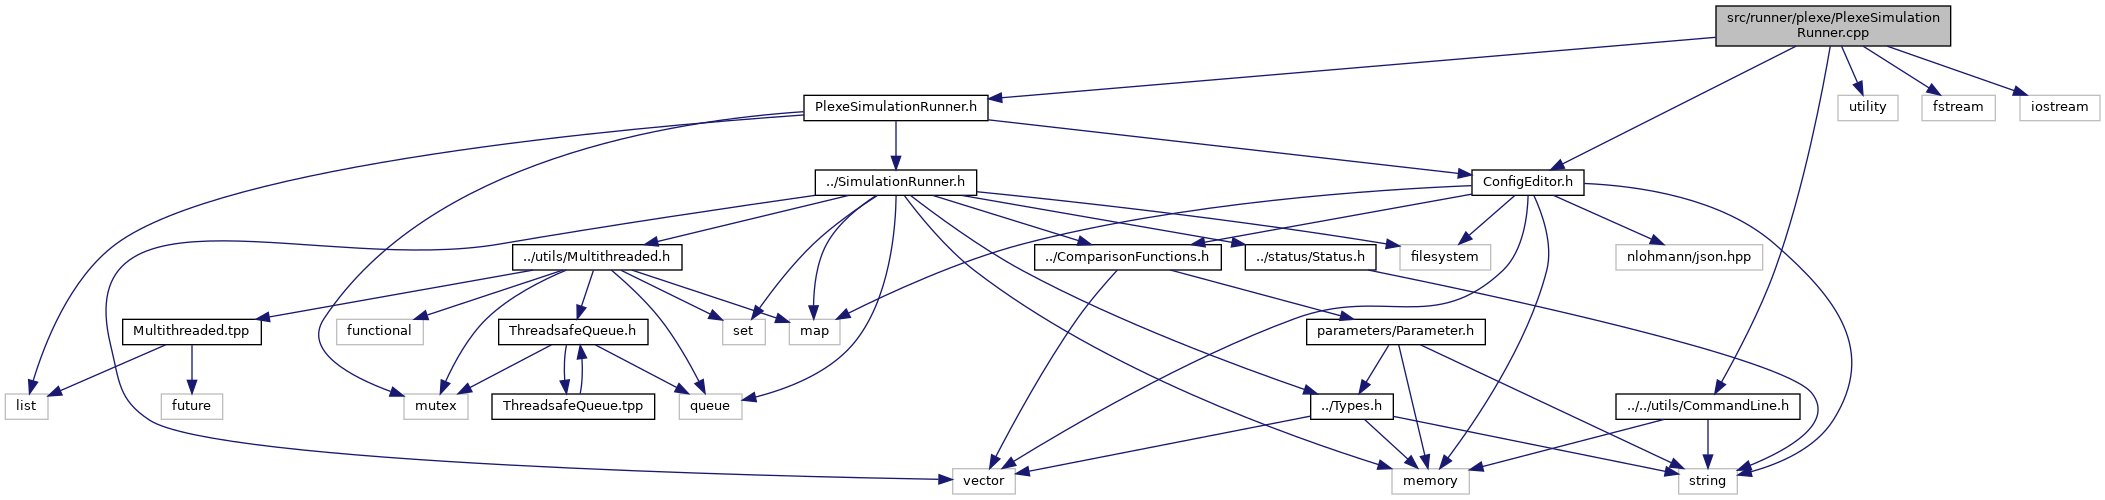 src/runner/plexe/PlexeSimulation
Runner.cpp
PlexeSimulationRunner.h
utility
fstream
iostream
../SimulationRunner.h
ConfigEditor.h
../utils/Multithreaded.h
../ComparisonFunctions.h
../status/Status.h
filesystem
nlohmann/json.hpp
Multithreaded.tpp
functional
ThreadsafeQueue.h
set
map
parameters/Parameter.h
list
future
mutex
ThreadsafeQueue.tpp
queue
../Types.h
../../utils/CommandLine.h
vector
memory
string